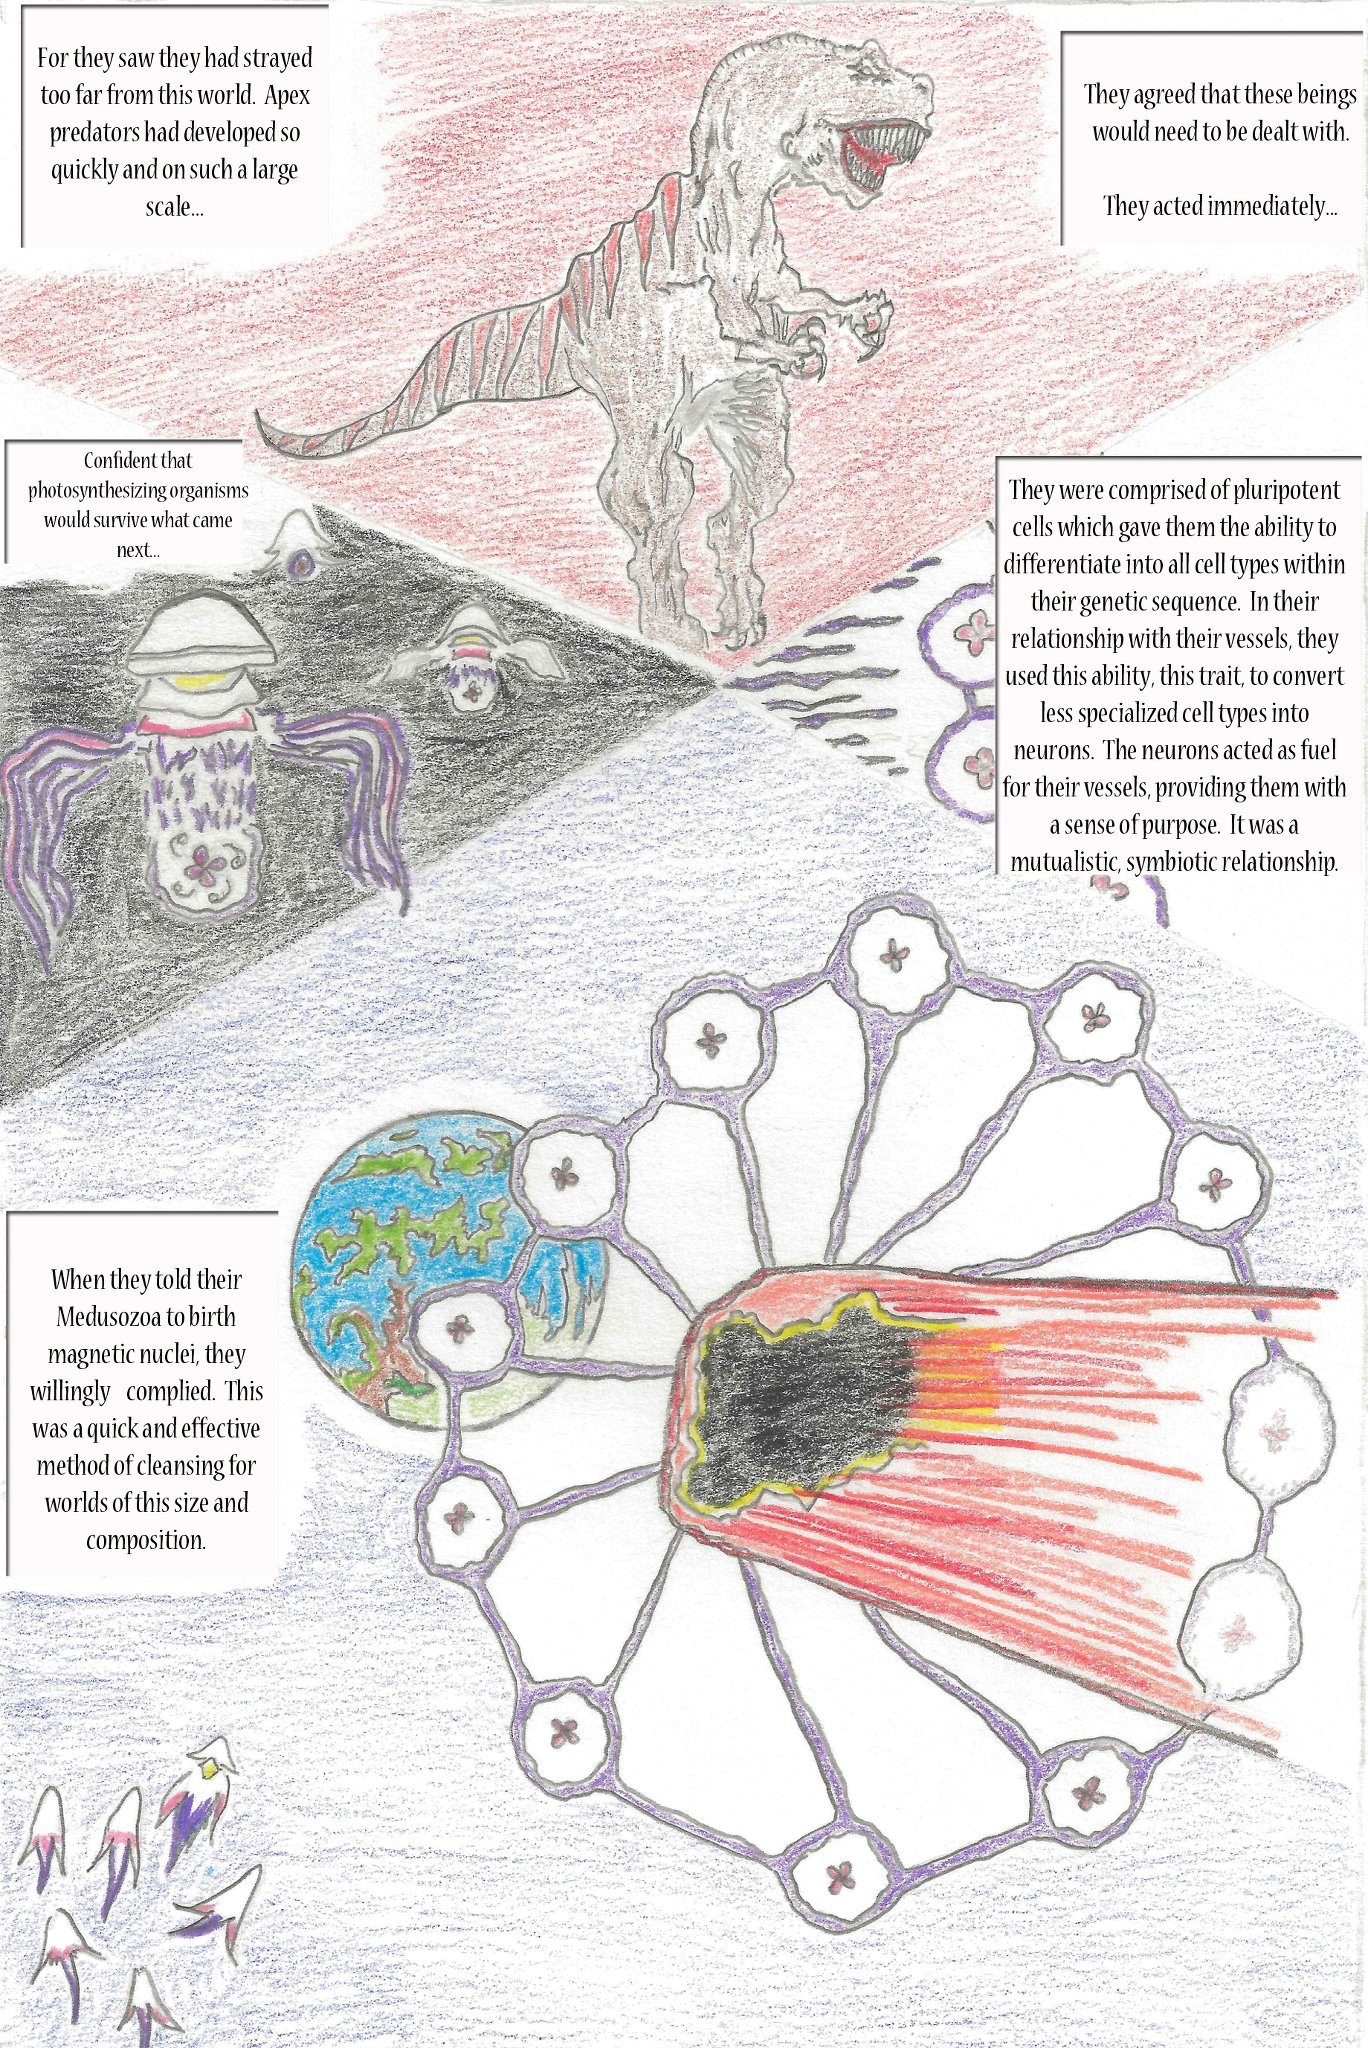 For they saw they had strayed
too far from this world. Apex
predators had developed so
quickly and on such a large
scale...
They agreed that these beings
would need to be dealt with.
They acted immediately...
Confident that
photosynthesizing organisms
would survive what came
next...
They were comprised of pluripotent
cells which gave them the ability to
differentiate into all cell types within
their genetic sequence. In their
relationship with their vessels, they
used this ability, this trait, to convert
less specialized cell types into
neurons. The neurons acted as fuel
for their vessels, providing them with
a sense of purpose. It was a
mutualistic, symbiotic relationship.
When they told their
Medusozoa to birth
magnetic nuclei, they
willingly complied. This
was a quick and effective
method of cleansing for
worlds of this size and
composition.